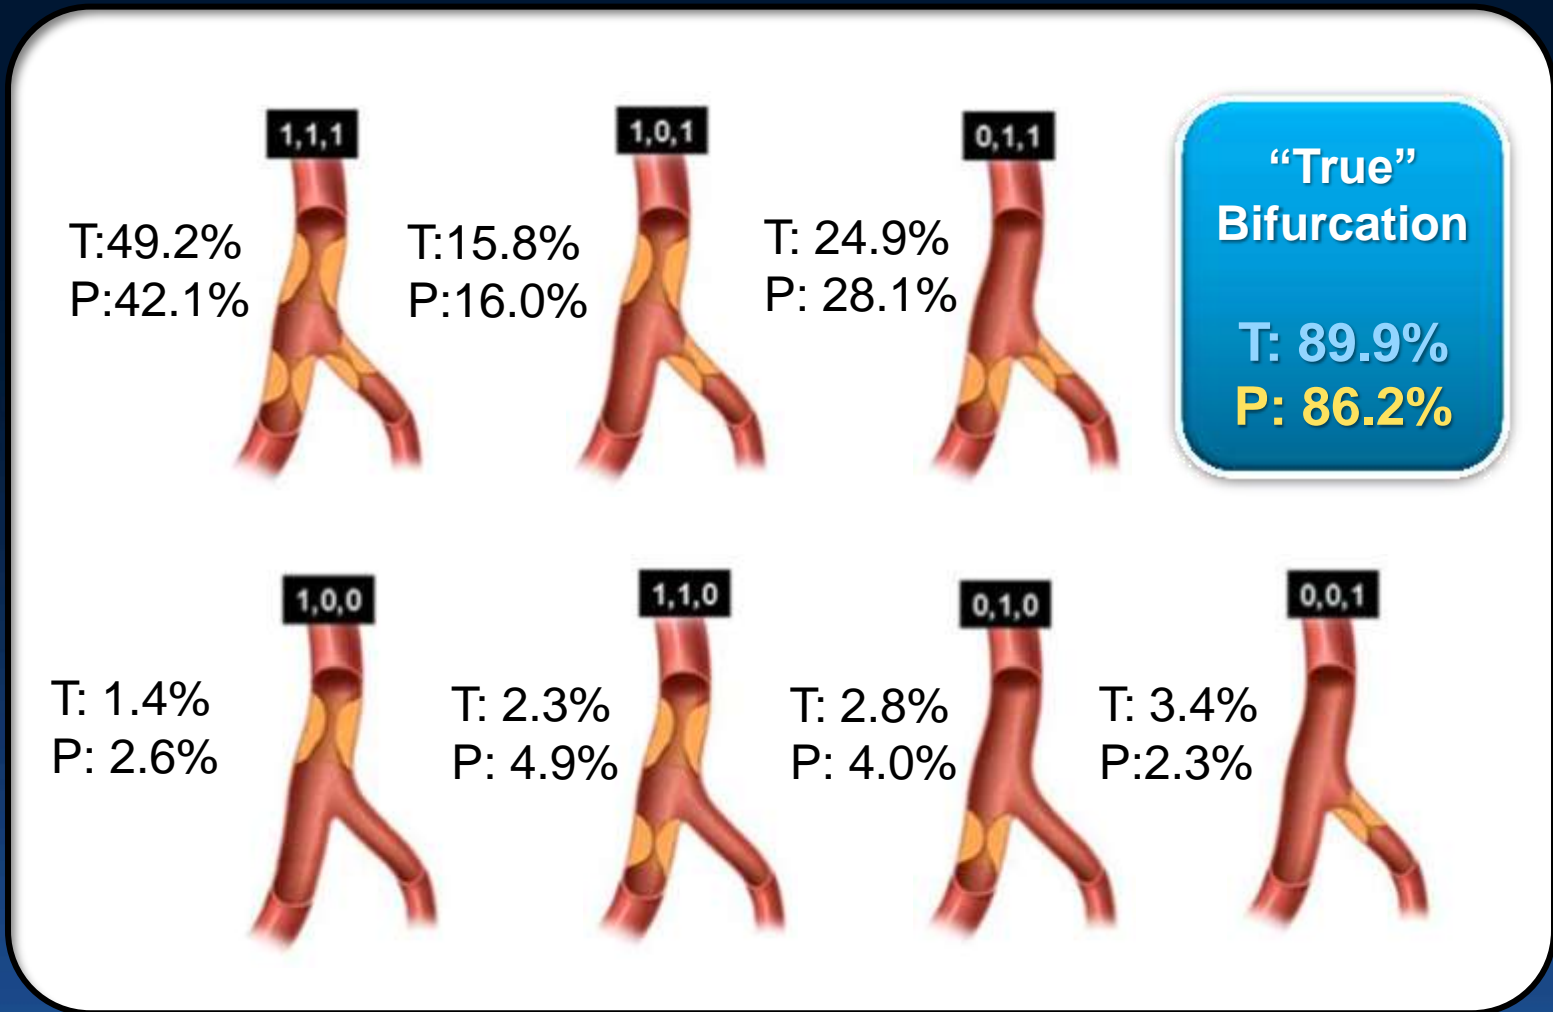 1,1,1
T:49.2%
P:42.1%
1,0,1
T:15.8%
P:16.0%
0,1,1
T: 24.9%
P: 28.1%
“True”
Bifurcation
T: 89.9%
P: 86.2%
1,0,0
T: 1.4%
P: 2.6%
1,1,0
T: 2.3%
P: 4.9%
0,1,0
T: 2.8%
P: 4.0%
0,0,1
T: 3.4%
P:2.3%